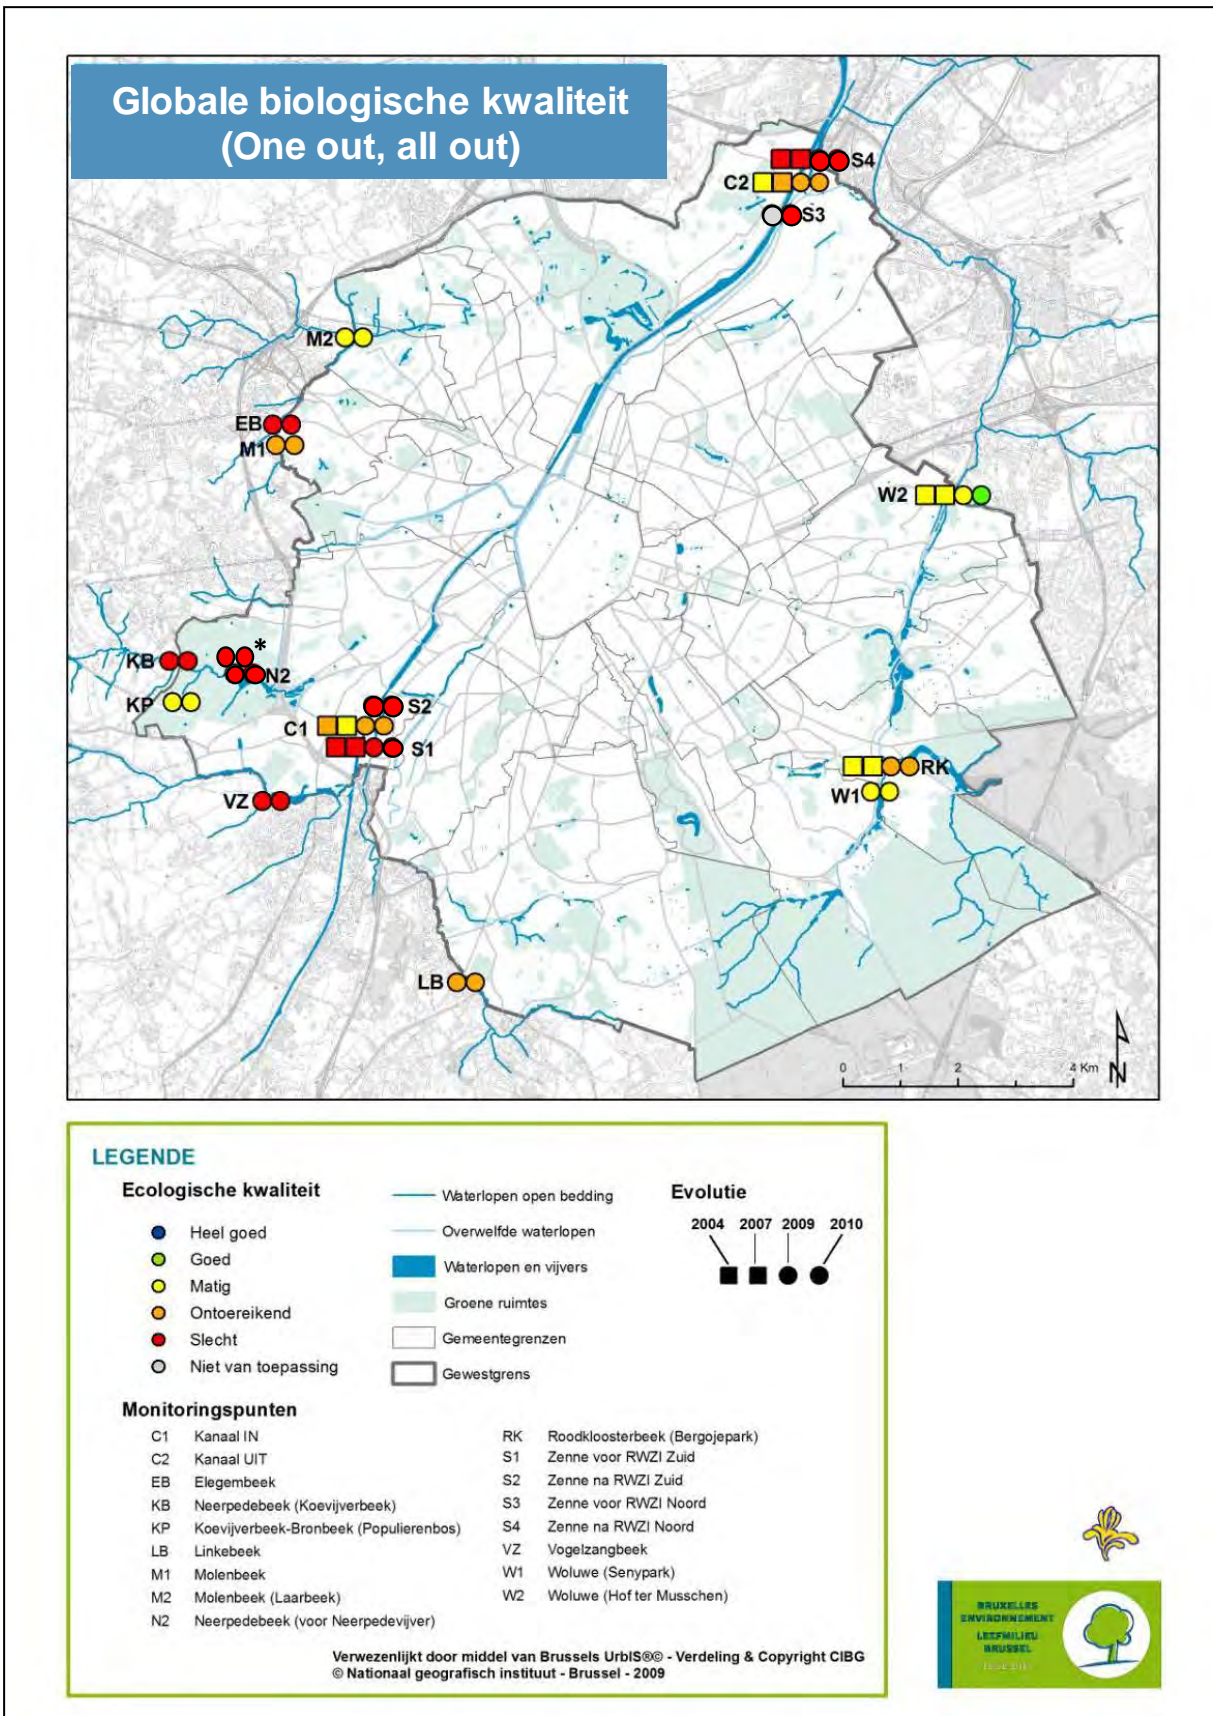 Globale biologische kwaliteit
(One out, all out)
S4
C2
S3
M2
EB
M1
W2
*
KB
N2
KP
S2
C1
S1
RK
W1
VZ
LB
0 1 2 4 Km
N
LEGENDE
Ecologische kwaliteit
Heel goed
Goed
Matig
Ontoereikend
Slecht
Niet van toepassing
Waterlopen open bedding
Overwelfde waterlopen
Waterlopen en vijvers
Groene ruimtes
Gemeentegrenzen
Gewestgrens
Evolutie
2004 2007 2009 2010
Monitoringspunten
C1 Kanaal IN
C2 Kanaal UIT
EB Elegembeek
KB Neerpedebeek (Koevijverbeek)
KP Koevijverbeek-Bronbeek (Populierenbos)
LB Linkebeek
M1 Molenbeek
M2 Molenbeek (Laarbeek)
N2 Neerpedebeek (voor Neerpedevijver)
RK Roodkloosterbeek (Bergojepark)
S1 Zenne voor RWZI Zuid
S2 Zenne na RWZI Zuid
S3 Zenne voor RWZI Noord
S4 Zenne na RWZI Noord
VZ Vogelzangbeek
W1 Woluwe (Senypark)
W2 Woluwe (Hof ter Musschen)
Verwezenlijkt door middel van Brussels UrbIS®© - Verdeling & Copyright CIBG
© Nationaal geografisch instituut - Brussel - 2009
BRUXELLES
ENVIRONNEMENT
LEEFMILIEU
BRUSSEL